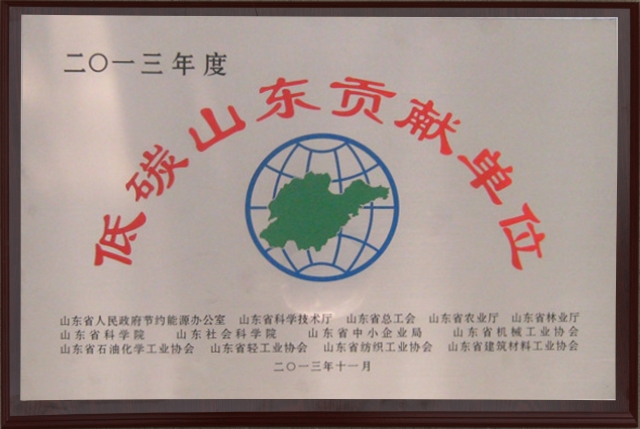 二〇一三年度
低碳山东贡献单位
山东省人民政府节约能源办公室 山东省科学技术厅 山东省总工会 山东省农业厅 山东省林业厅
山东省科学院 山东社会科学院 山东省中小企业局 山东省机械工业协会
山东省石油化学工业协会 山东省轻工业协会 山东省纺织工业协会 山东省建筑材料工业协会
二〇一三年十一月